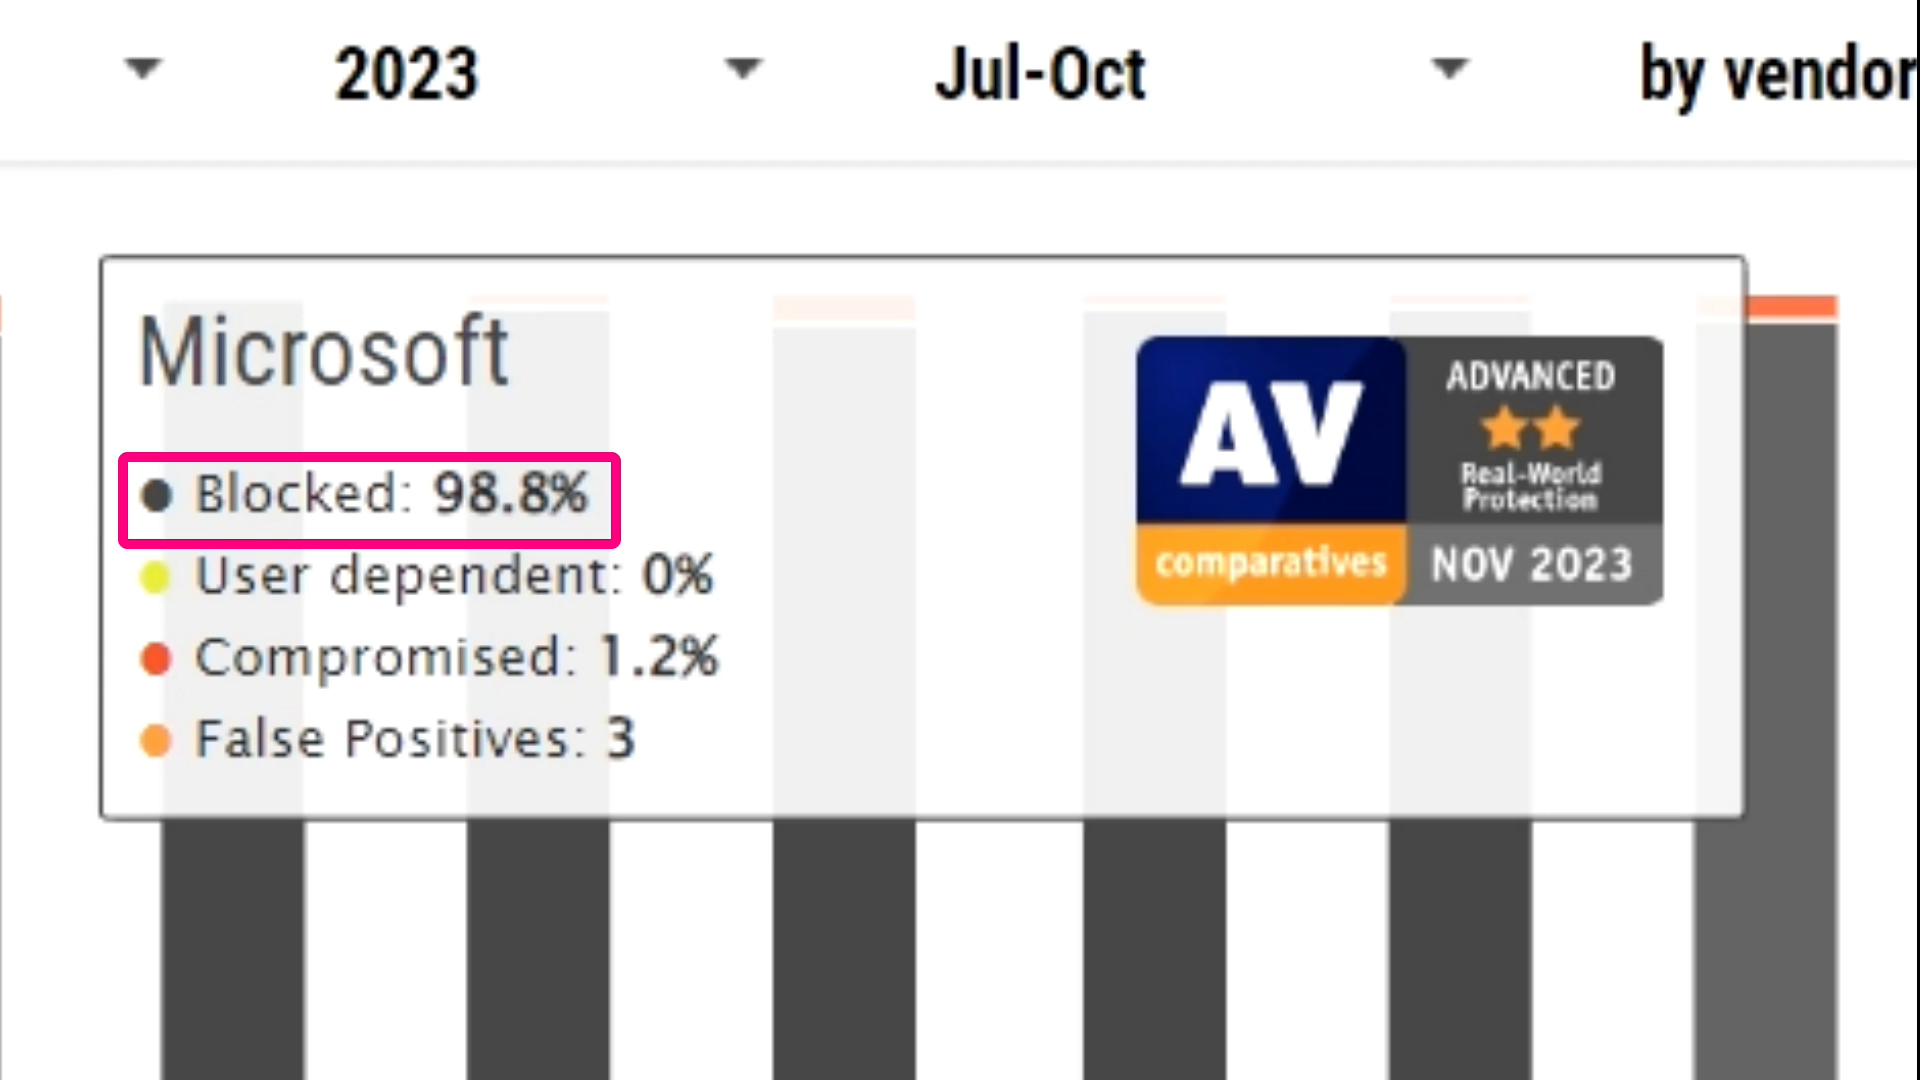 2023
Jul-Oct
by vendor
Microsoft
Blocked: 98.8%
User dependent: 0%
Compromised: 1.2%
False Positives: 3
AV
comparatives
ADVANCED
Real-World
Protection
NOV 2023